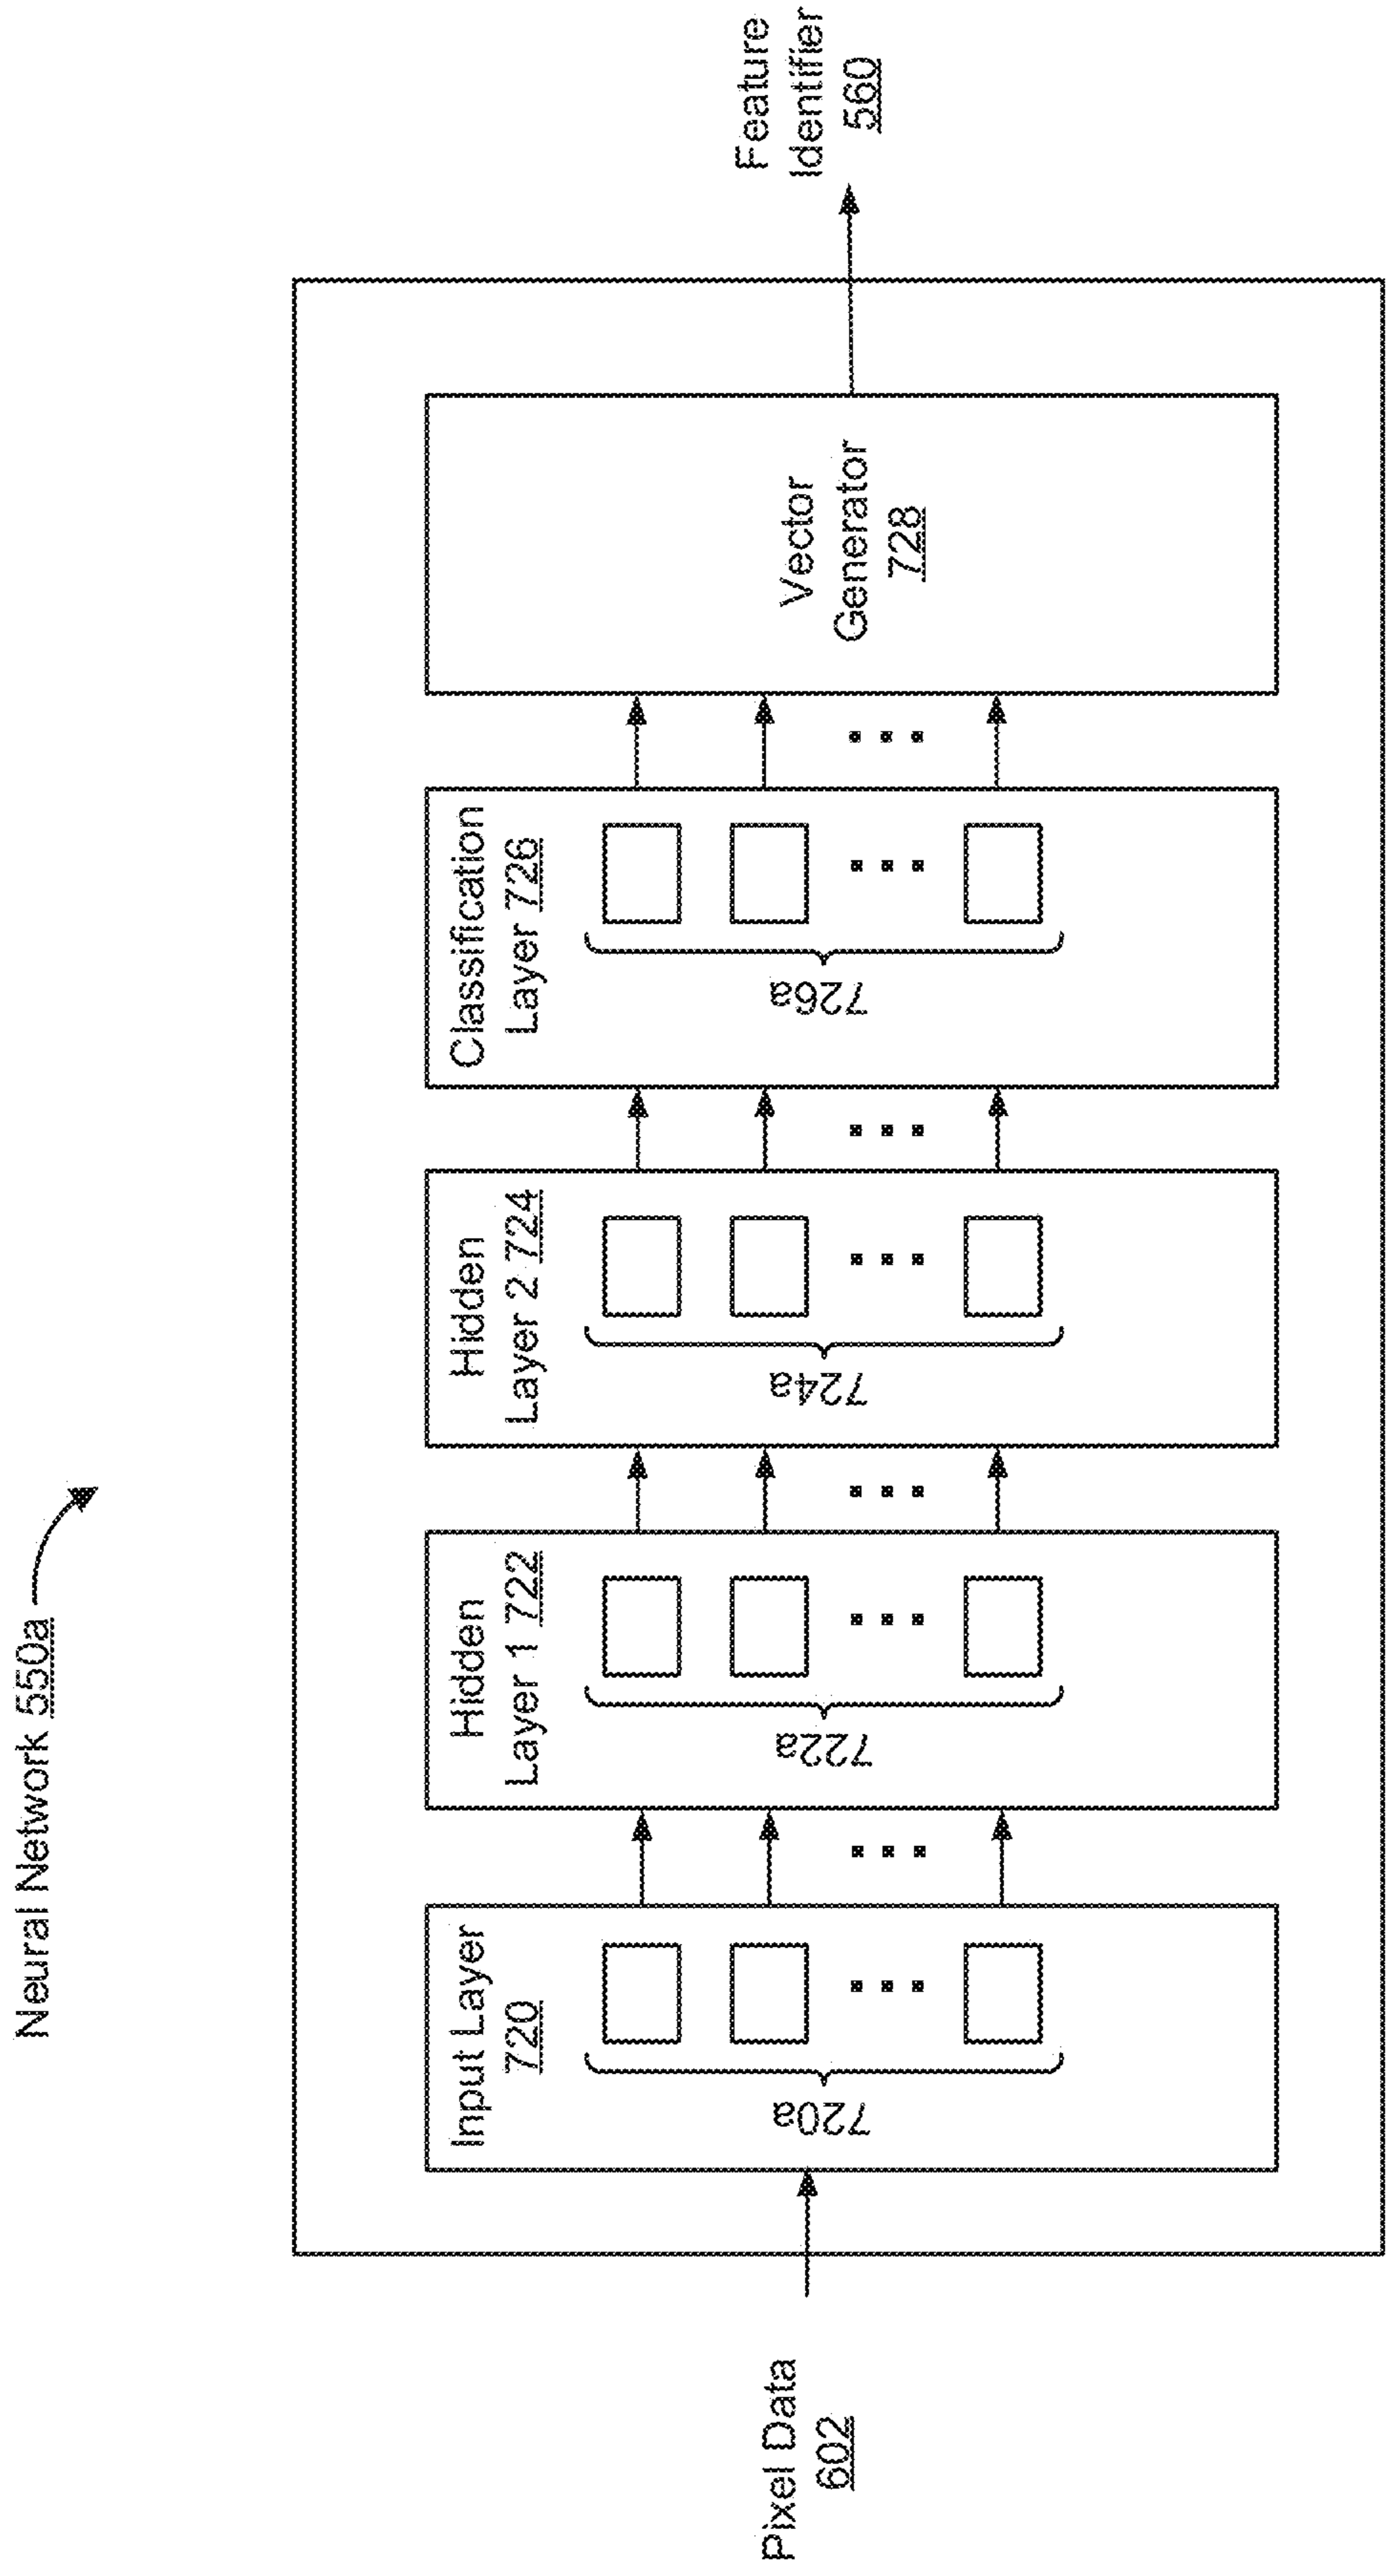 Neural Network 550a
Pixel Data
602
Input Layer
720
720a
Hidden
Layer 1 722
722a
Hidden
Layer 2 724
724a
Classification
Layer 726
726a
Vector
Generator
728
Feature
Identifier
560